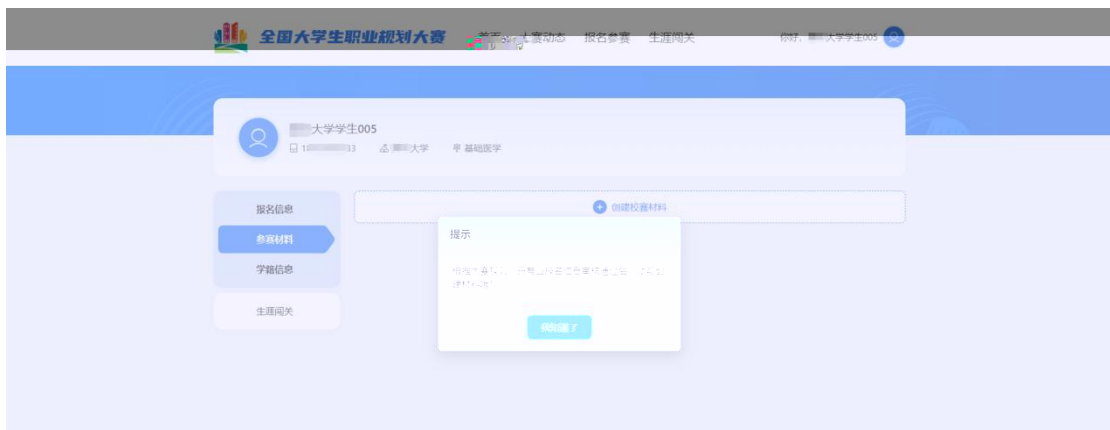 全国大学生职业规划大赛
大赛动态 报名参赛 生涯闯关
你好, 大学学生005
大学学生005
33 大学 基础医学
报名信息
创建校赛材料
参赛材料
提示
学籍信息
生涯闯关
我知道了